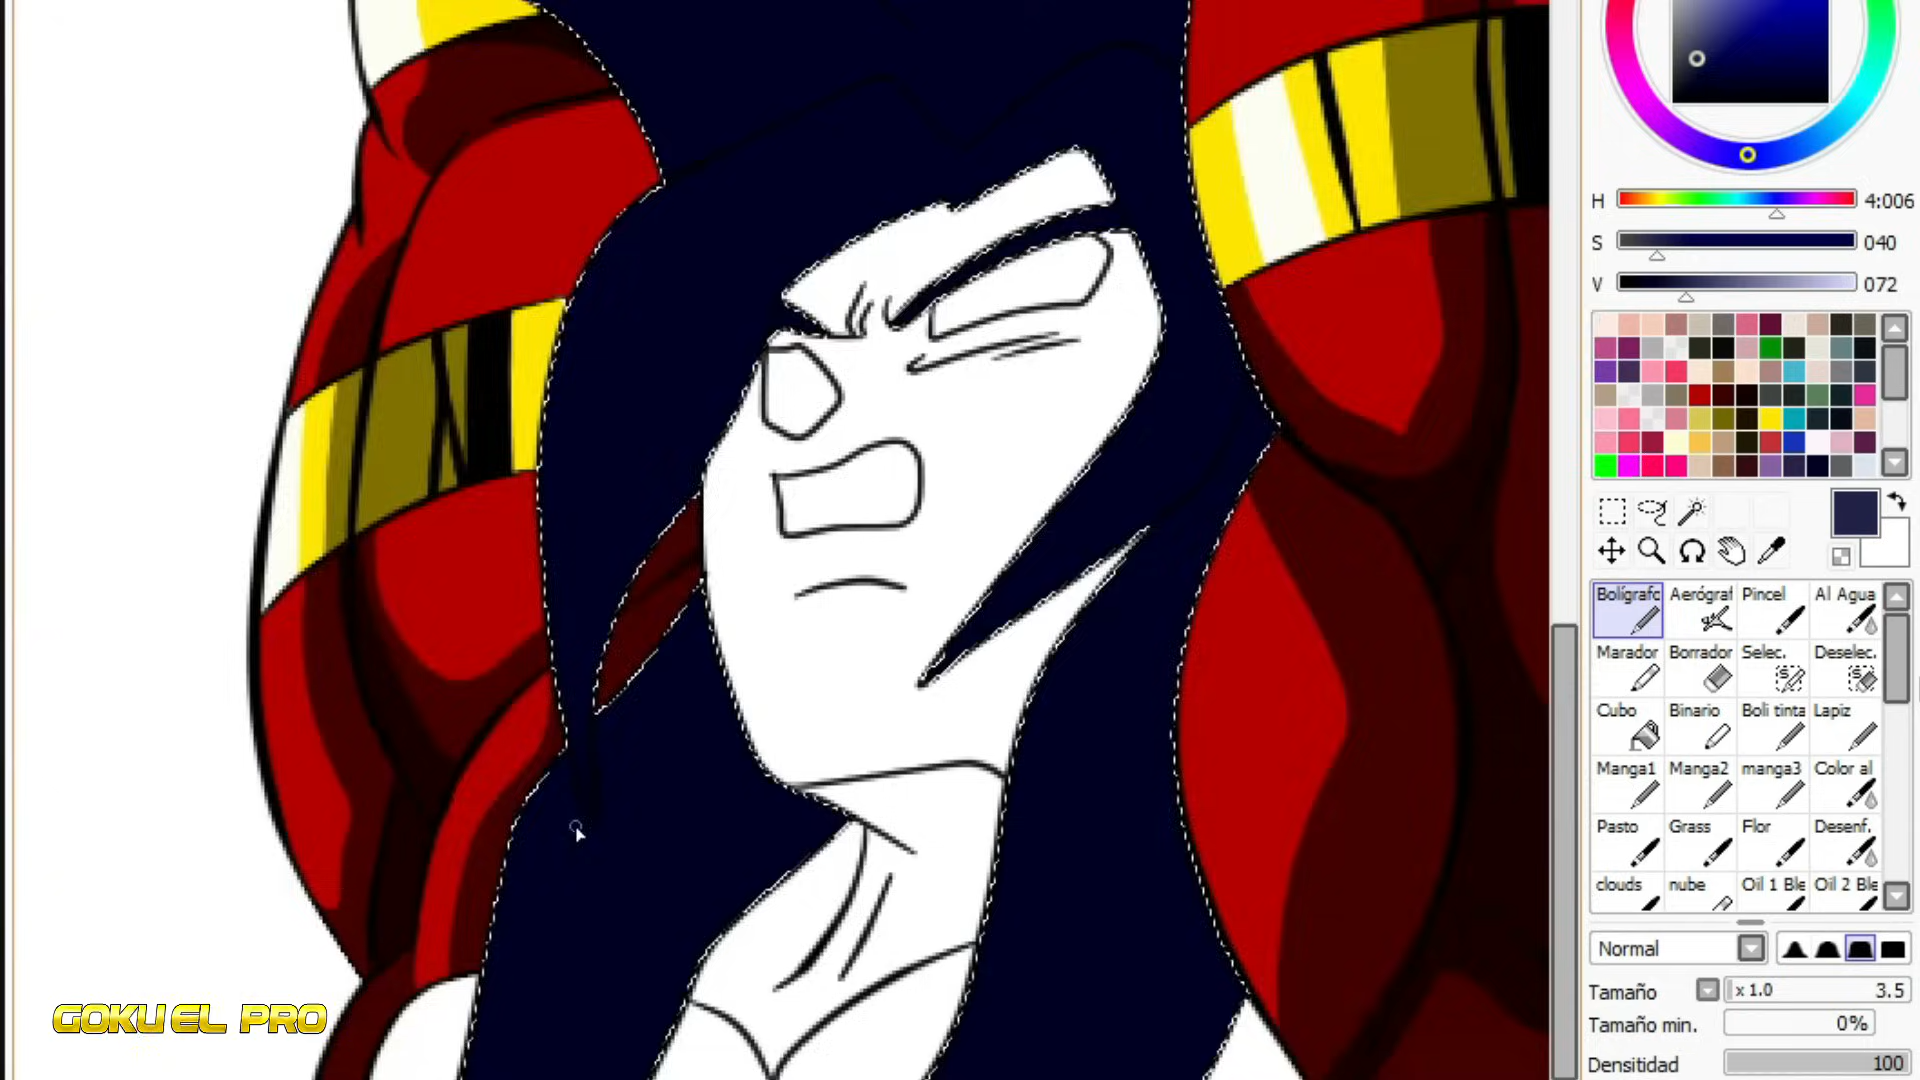 H 4:006
S 040
V 072
Bolígrafo Aerógraf Pincel Al Agua
Marador Borrador Selec. Deselec.
Cubo Binario Boli tinta Lapiz
Manga1 Manga2 manga3 Color al
Pasto Grass Flor Desenf.
clouds nube Oil 1 Ble Oil 2 Ble
Normal
Tamaño x 1.0 3.5
Tamaño min. 0%
Densitidad 100
GOKU EL PRO